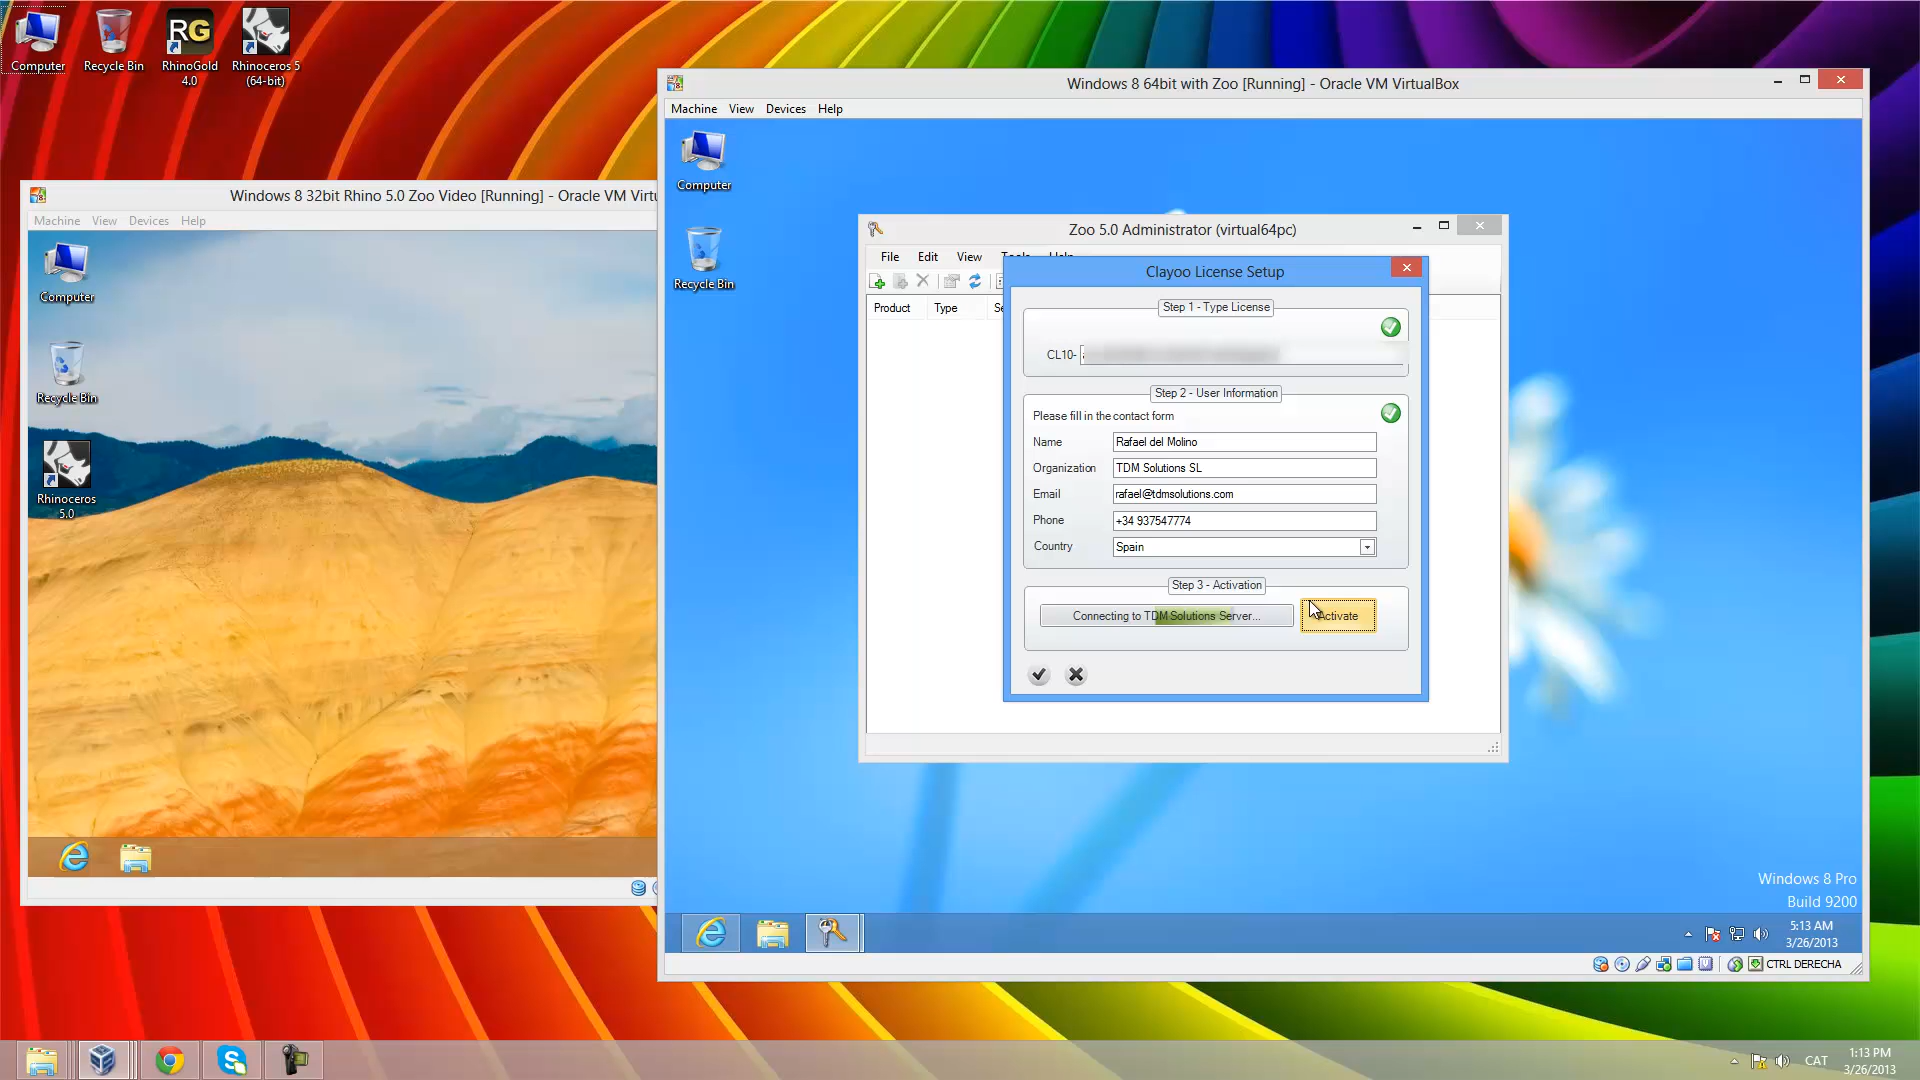 Computer
Recycle Bin
RhinoGold
4.0
Rhinoceros 5
(64-bit)
Windows 8 32bit Rhino 5.0 Zoo Video [Running] - Oracle VM Virtu
Machine View Devices Help
Computer
Recycle Bin
Rhinoceros
5.0
Windows 8 64bit with Zoo [Running] - Oracle VM VirtualBox
Machine View Devices Help
Computer
Recycle Bin
Zoo 5.0 Administrator (virtual64pc)
File Edit View Tools Help
Product Type Se
Clayoo License Setup
Step 1 - Type License
CL10-
Step 2 - User Information
Please fill in the contact form
Name Rafael del Molino
Organization TDM Solutions SL
Email rafael@tdmsolutions.com
Phone +34 937547774
Country Spain
Step 3 - Activation
Connecting to TDM Solutions Server... Activate
Windows 8 Pro
Build 9200
5:13 AM
3/26/2013
CTRL DERECHA
CAT
1:13 PM
3/26/2013